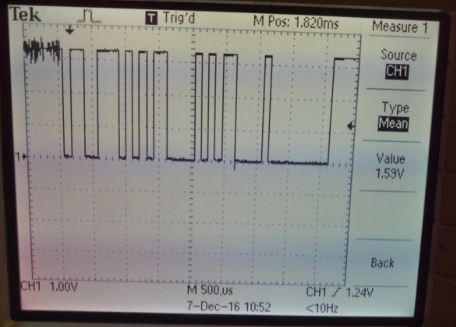 Tek T Trig'd M Pos: 1.820ms Measure 1
Source
CH1
Type
Mean
Value
1.59V
1
Back
CH1 1.00V M 500µs CH1 1.24V
7-Dec-16 10:52 <10Hz